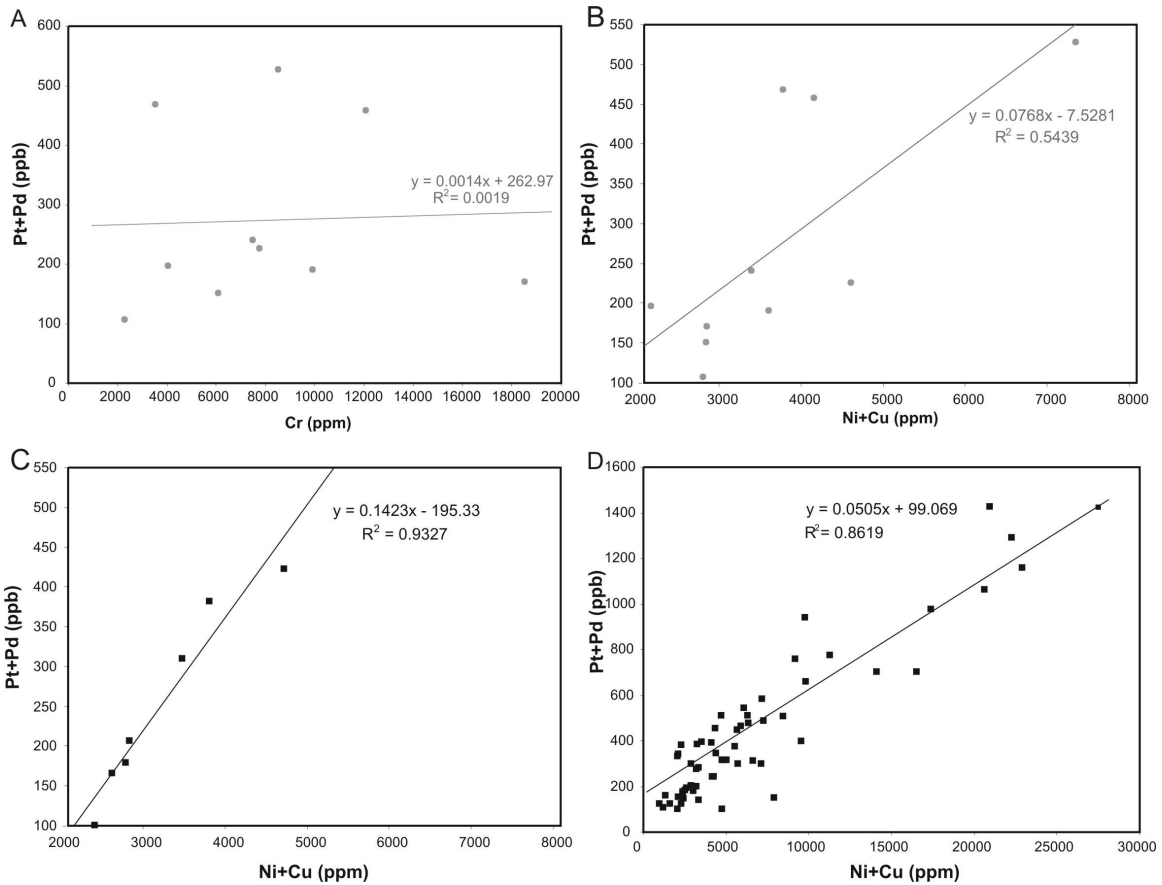 A
600
500
400
300
200
100
0
Pt+Pd (ppb)
y = 0.0014x + 262.97
R2 = 0.0019
0 2000 4000 6000 8000 10000 12000 14000 16000 18000 20000
Cr (ppm)
B
550
500
450
400
350
300
250
200
150
100
Pt+Pd (ppb)
y = 0.0768x - 7.5281
R2 = 0.5439
2000 3000 4000 5000 6000 7000 8000
Ni+Cu (ppm)
C
550
500
450
400
350
300
250
200
150
100
Pt+Pd (ppb)
y = 0.1423x - 195.33
R2 = 0.9327
2000 3000 4000 5000 6000 7000 8000
Ni+Cu (ppm)
D
1600
1400
1200
1000
800
600
400
200
0
Pt+Pd (ppb)
y = 0.0505x + 99.069
R2 = 0.8619
0 5000 10000 15000 20000 25000 30000
Ni+Cu (ppm)